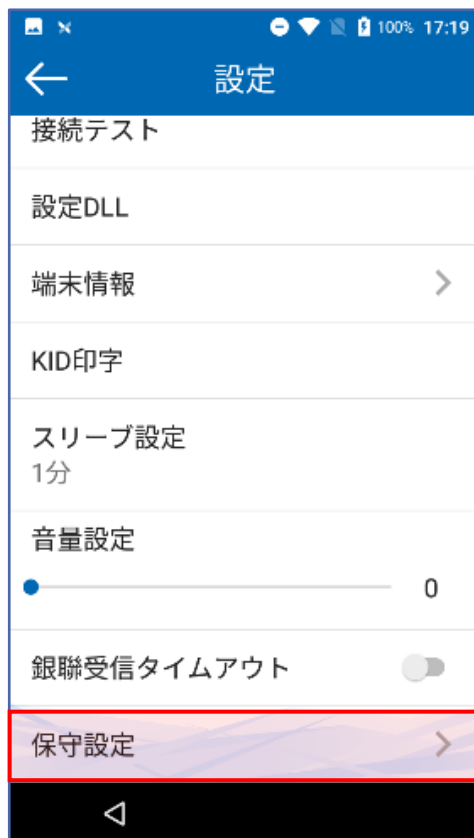 100% 17:19
設定
接続テスト
設定DLL
端末情報
KID印字
スリープ設定
1分
音量設定
0
銀聯受信タイムアウト
保守設定